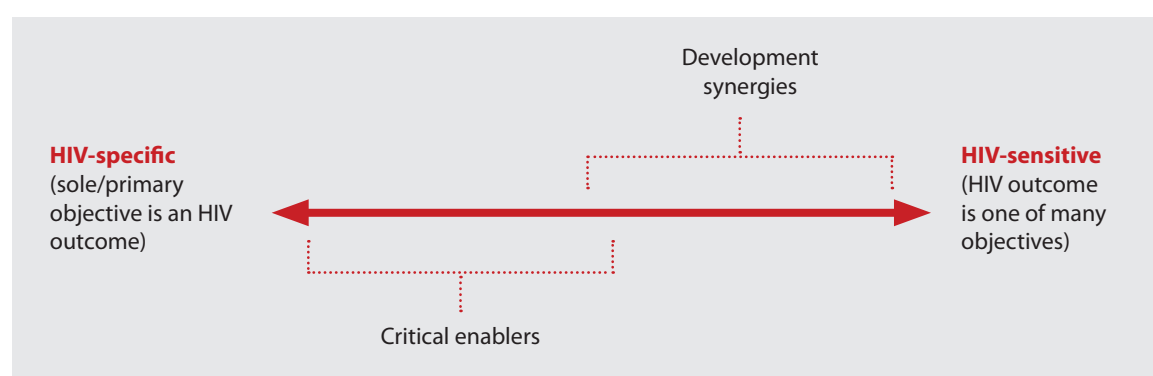 Development
synergies
HIV-specific
(sole/primary
objective is an HIV
outcome)
HIV-sensitive
(HIV outcome
is one of many
objectives)
Critical enablers